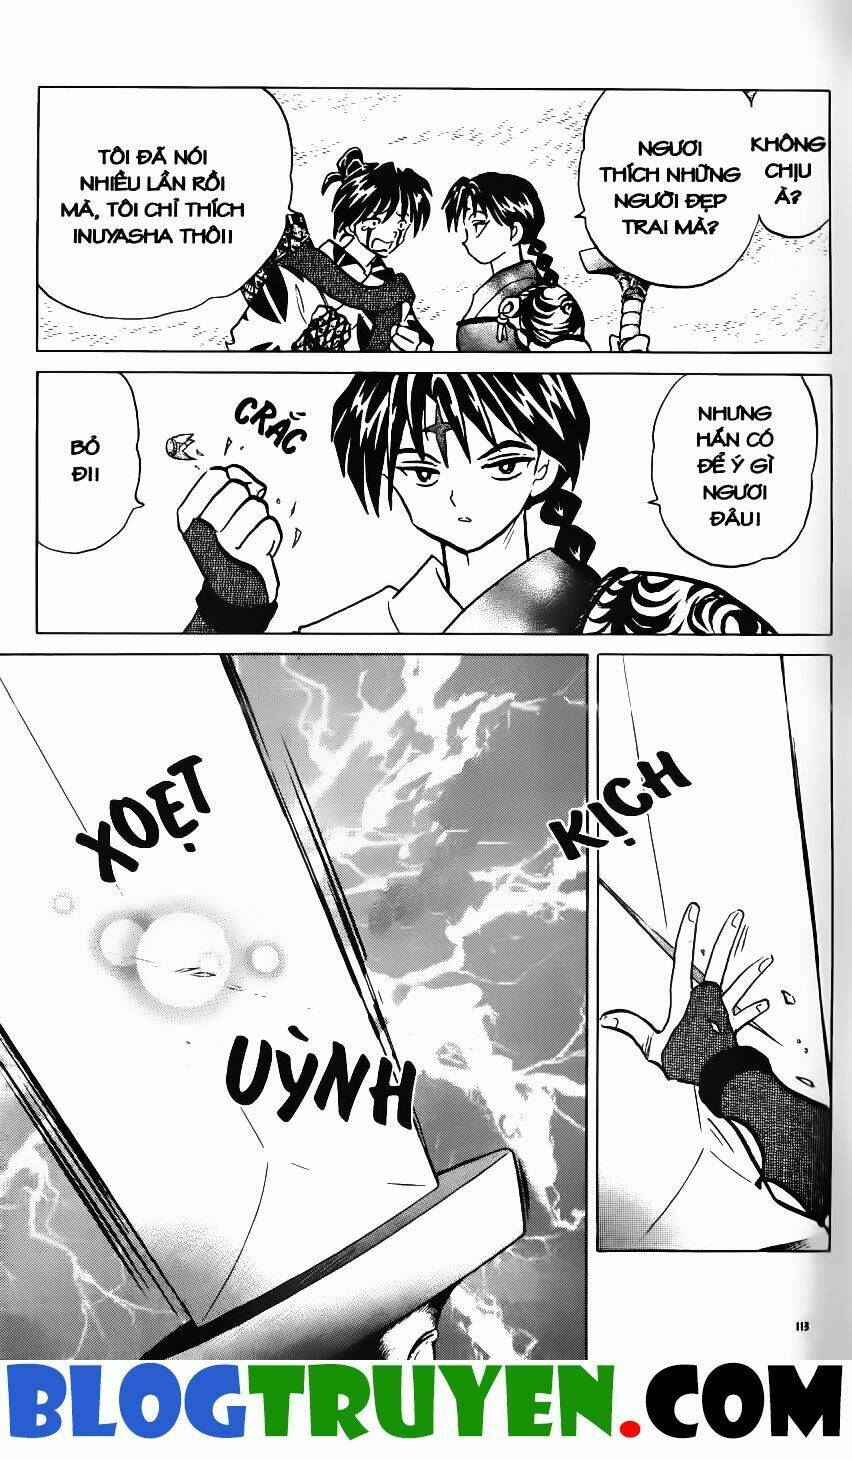 KHÔNG
CHỊU
À?
NGƯƠI
THÍCH NHỮNG
NGƯỜI ĐẸP
TRAI MÀ?
TÔI ĐÃ NÓI
NHIỀU LẦN RỒI
MÀ, TÔI CHỈ THÍCH
INUYASHA THÔI!
NHƯNG
HẮN CÓ
ĐỂ Ý GÌ
NGƯƠI
ĐÂU!
CRẮC
BỎ
ĐI!
KỊCH
XOẸT
UỲNH
113
BLOGTRUYEN.COM